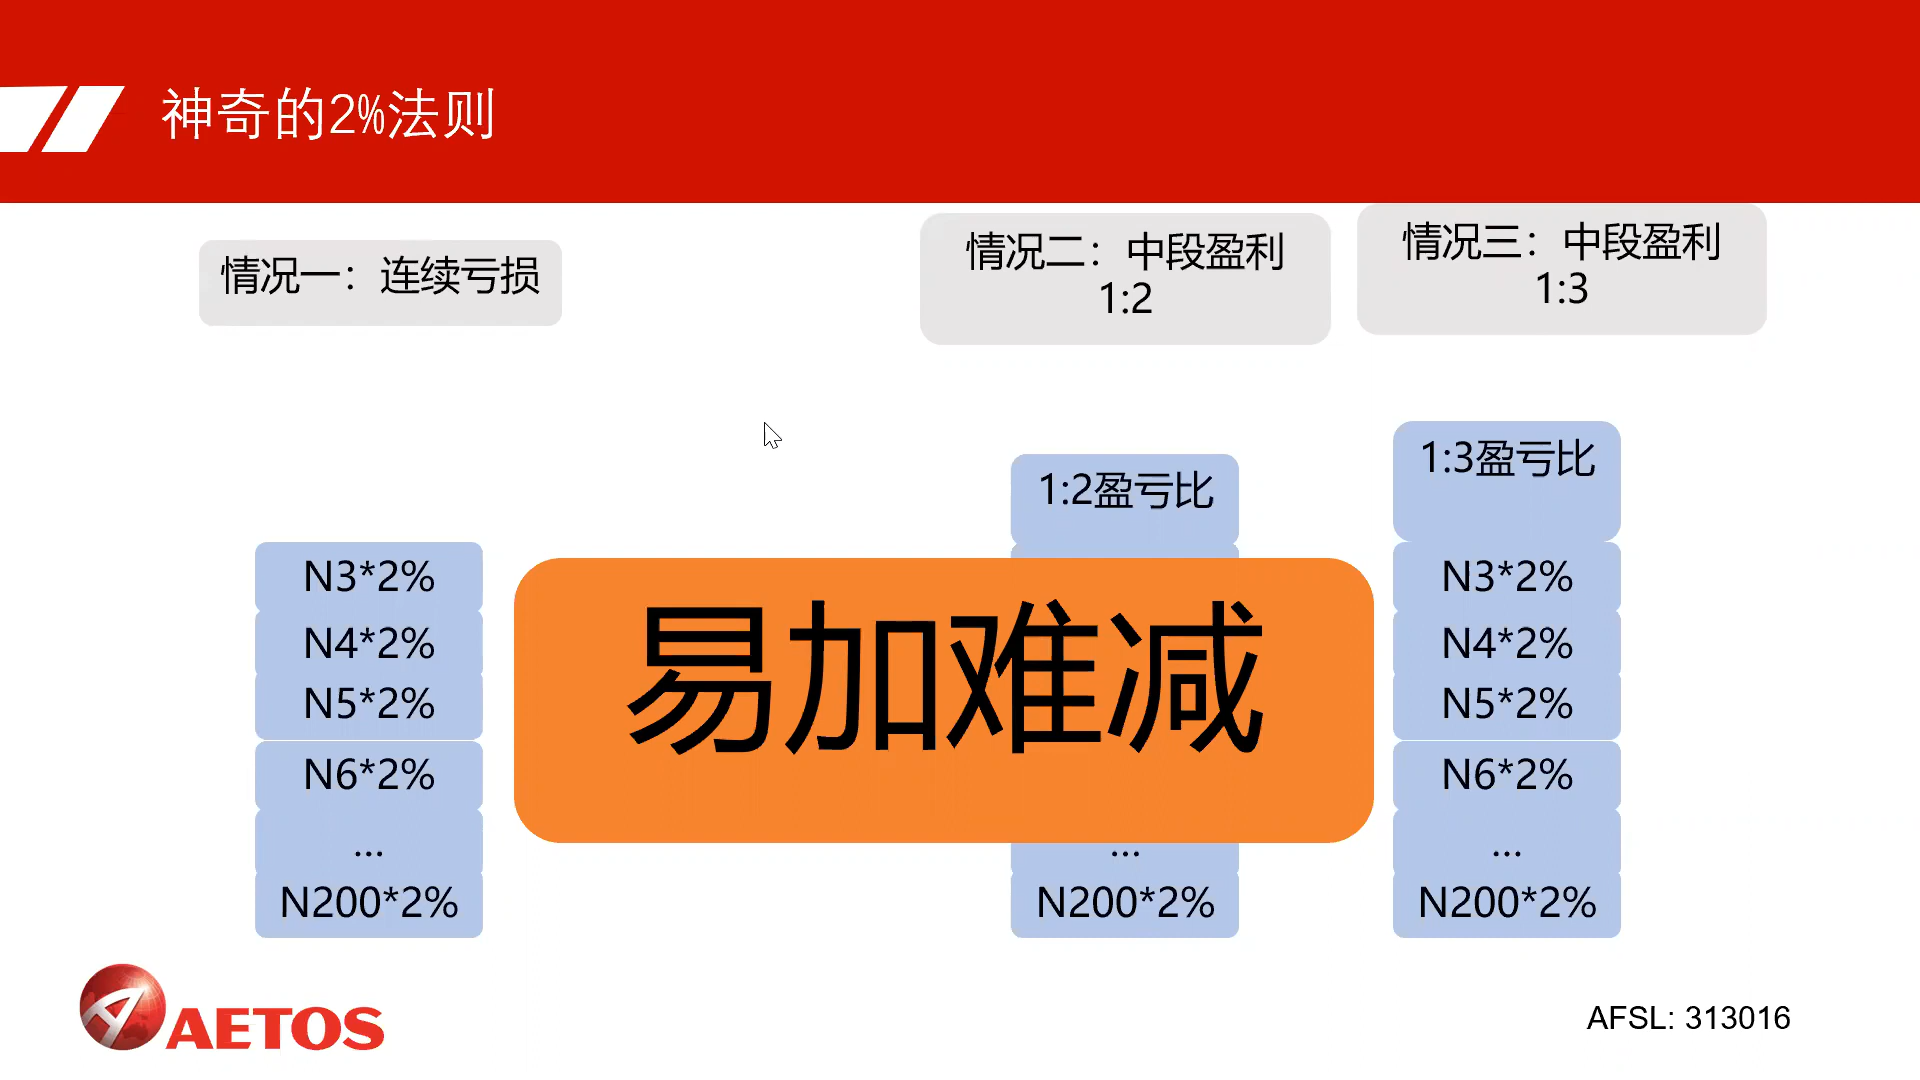 神奇的2%法则
情况一：连续亏损
情况二：中段盈利
1:2
情况三：中段盈利
1:3
N3*2%
N4*2%
N5*2%
N6*2%
...
N200*2%
易加难减
1:2盈亏比
...
N200*2%
1:3盈亏比
N3*2%
N4*2%
N5*2%
N6*2%
...
N200*2%
AETOS
AFSL: 313016